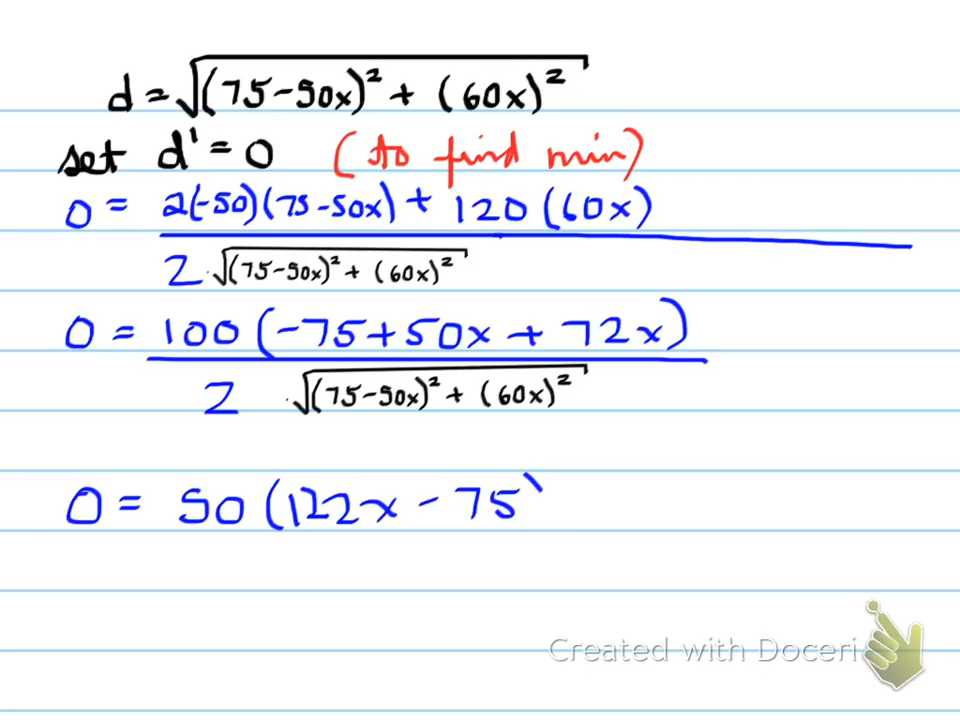 d = √(75-50x)² + (60x)²
set d' = 0 (to find min)
0 = 2(-50)(75-50x) + 120(60x)
2·√(75-50x)² + (60x)²
0 = 100(-75+50x+72x)
2 ·√(75-50x)² + (60x)²
0 = 50(122x - 75)
Created with Doceri